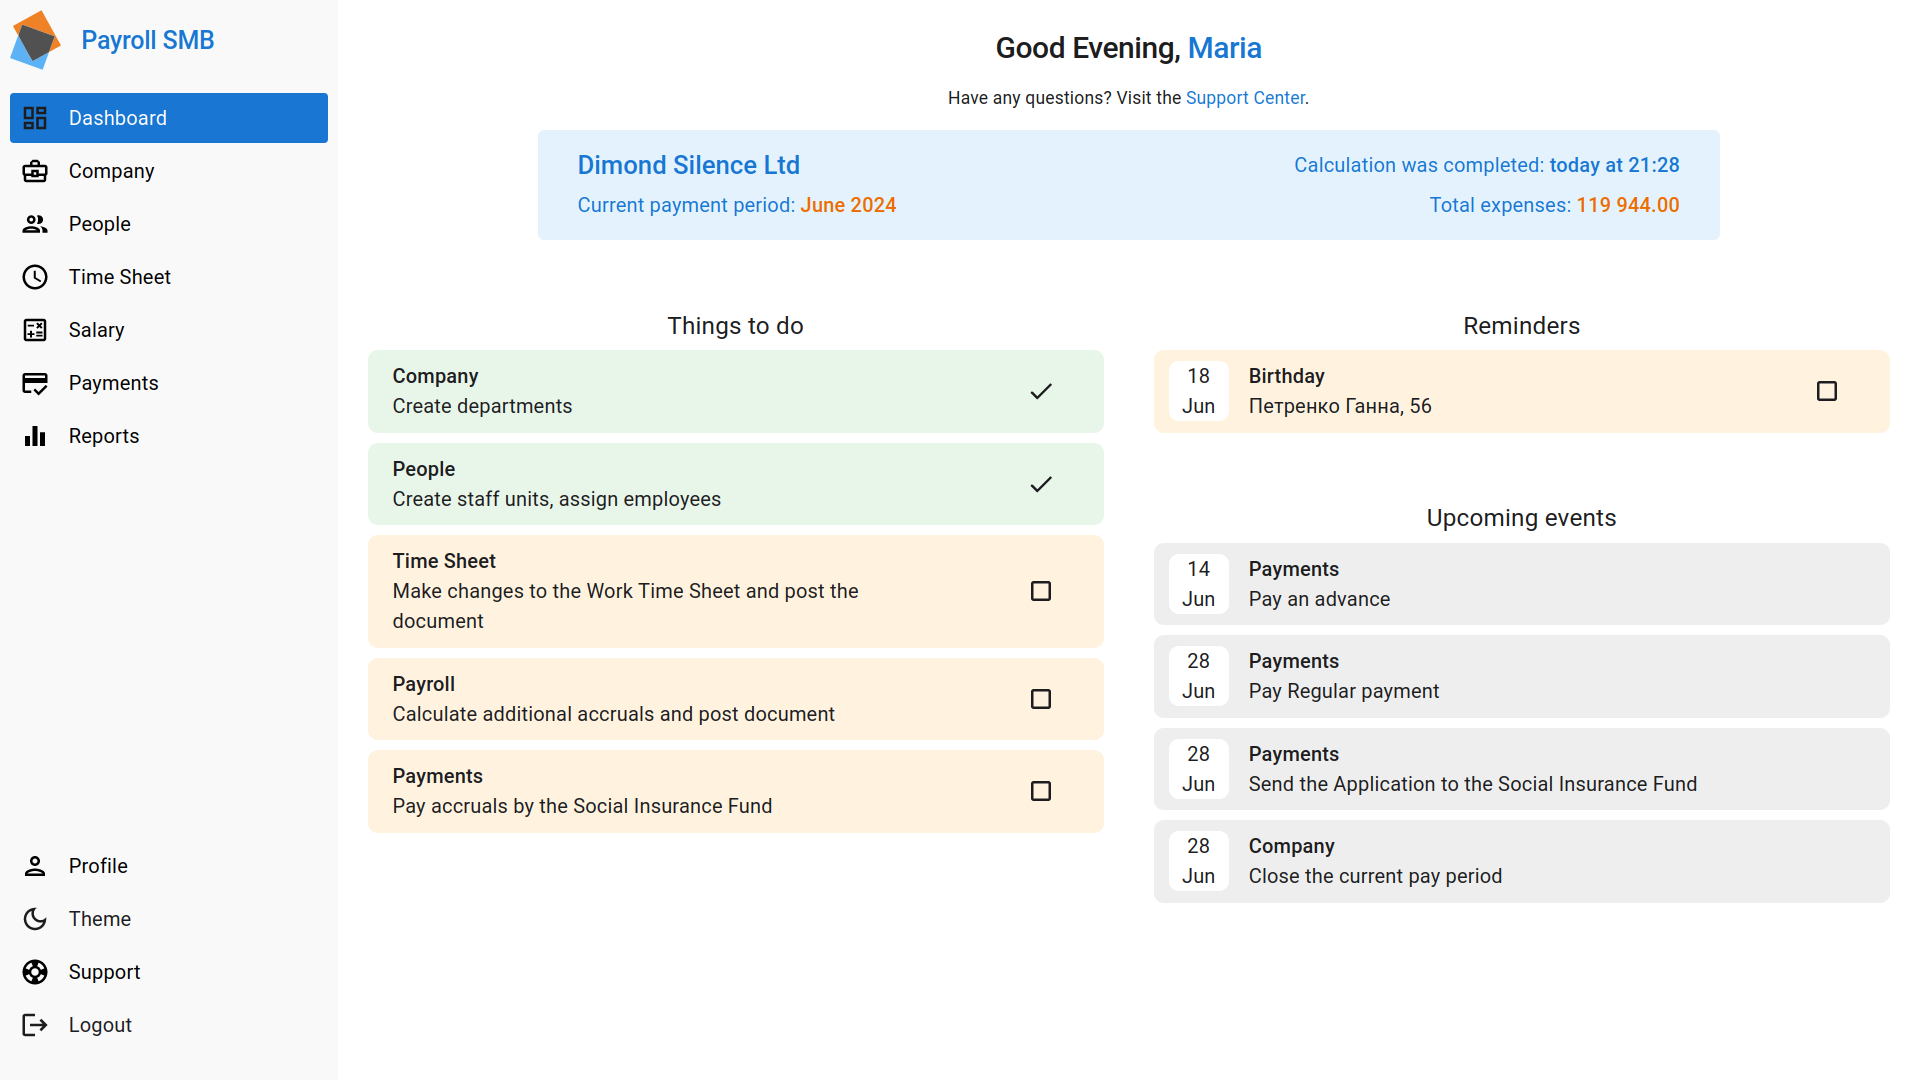 Payroll SMB
Dashboard
Company
People
Time Sheet
Salary
Payments
Reports
Profile
Theme
Support
Logout
Good Evening, Maria
Have any questions? Visit the Support Center.
Dimond Silence Ltd
Calculation was completed: today at 21:28
Current payment period: June 2024
Total expenses: 119 944.00
Things to do
Company
Create departments
People
Create staff units, assign employees
Time Sheet
Make changes to the Work Time Sheet and post the
document
Payroll
Calculate additional accruals and post document
Payments
Pay accruals by the Social Insurance Fund
Reminders
18 Birthday
Jun Петренко Ганна, 56
Upcoming events
14 Payments
Jun Pay an advance
28 Payments
Jun Pay Regular payment
28 Payments
Jun Send the Application to the Social Insurance Fund
28 Company
Jun Close the current pay period